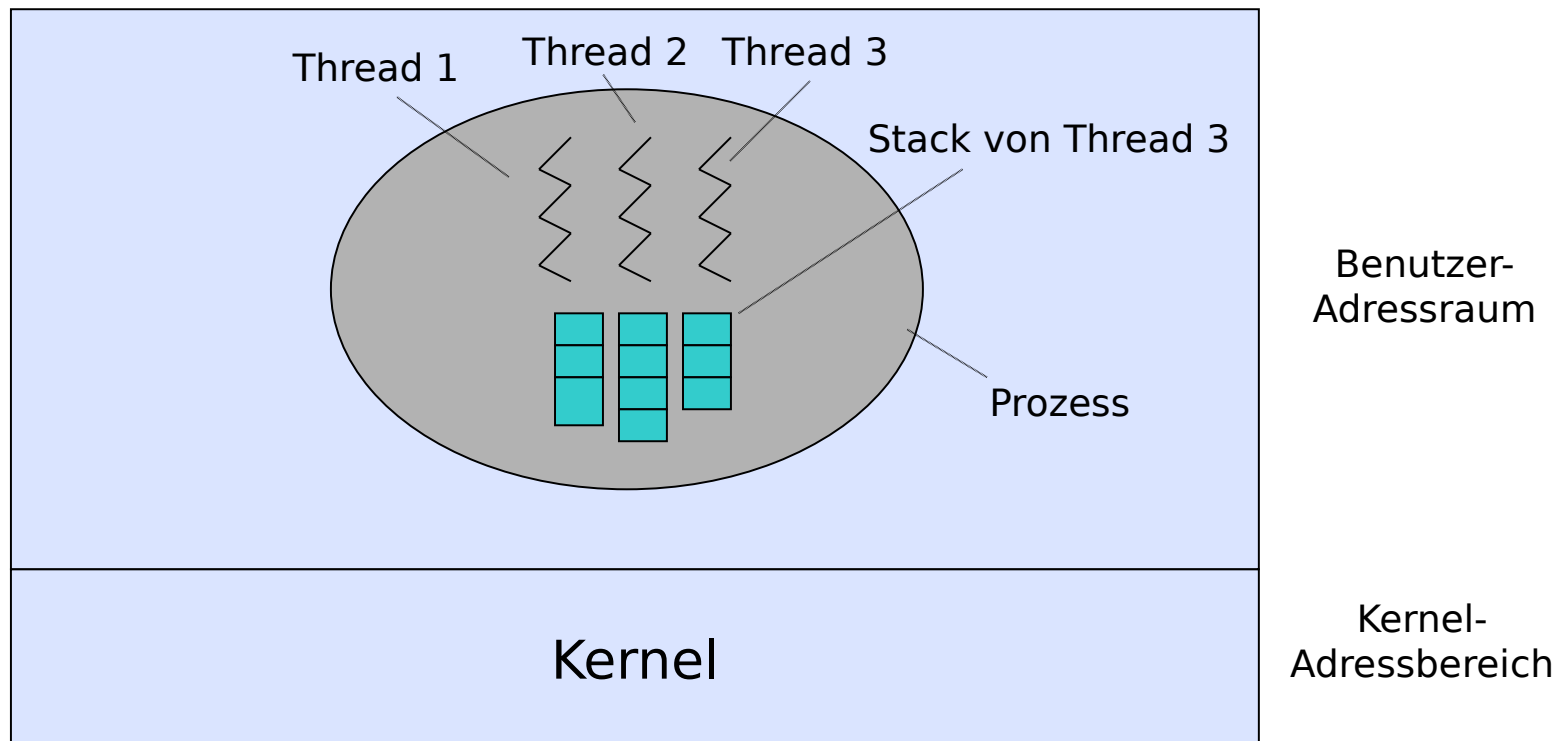 Thread 1
Thread 2
Thread 3
Stack von Thread 3
Benutzer-
Adressraum
Prozess
Kernel
Kernel-
Adressbereich